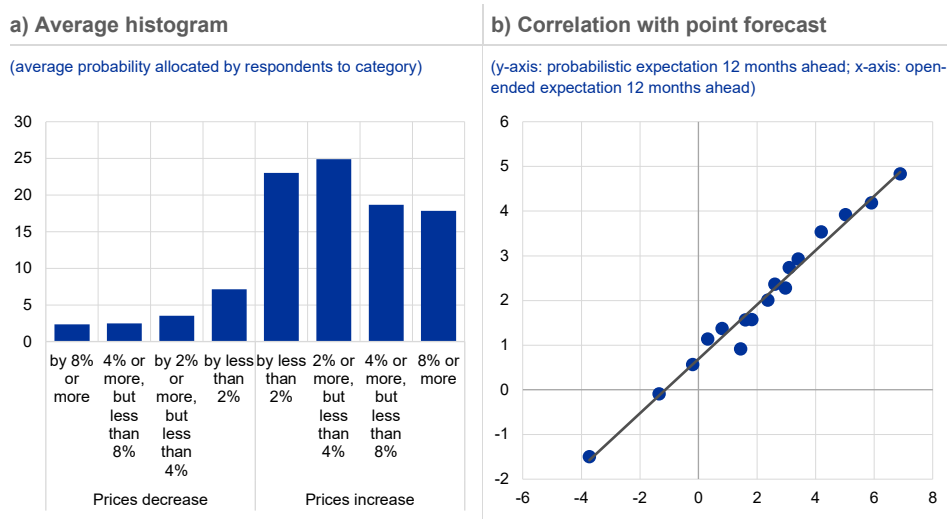 a) Average histogram
(average probability allocated by respondents to category)
30
25
20
15
10
5
0
by 8%
or
more
4% or
more,
but
less
than
8%
by 2%
or
more,
but
less
than
4%
by less
than
2%
by less
than
2%
2% or
more,
but
less
than
4%
4% or
more,
but
less
than
8%
8% or
more
Prices decrease
Prices increase
b) Correlation with point forecast
(y-axis: probabilistic expectation 12 months ahead; x-axis: open-
ended expectation 12 months ahead)
6
5
4
3
2
1
0
-1
-2
-6 -4 -2 0 2 4 6 8